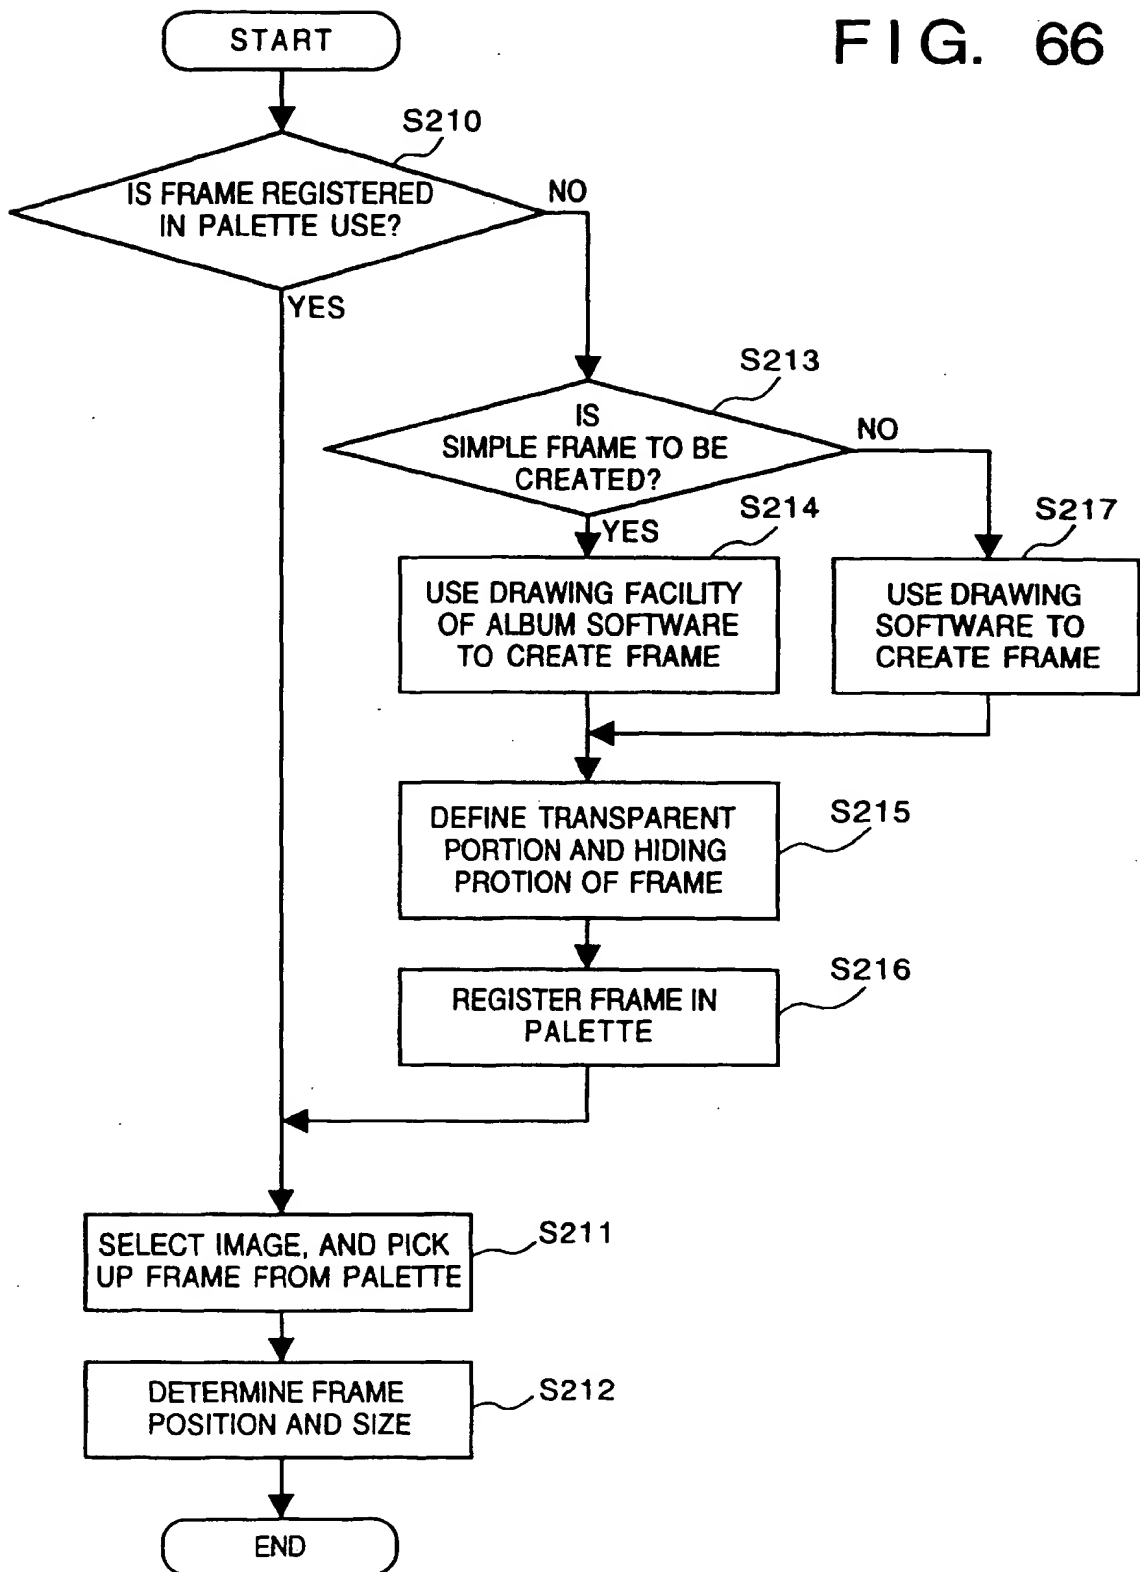 FIG. 66
START
S210
IS FRAME REGISTERED
IN PALETTE USE?
NO
YES
S213
IS
SIMPLE FRAME TO BE
CREATED?
NO
YES
S214
USE DRAWING FACILITY
OF ALBUM SOFTWARE
TO CREATE FRAME
S217
USE DRAWING
SOFTWARE TO
CREATE FRAME
DEFINE TRANSPARENT
PORTION AND HIDING
PROTION OF FRAME
S215
REGISTER FRAME IN
PALETTE
S216
SELECT IMAGE, AND PICK
UP FRAME FROM PALETTE
S211
DETERMINE FRAME
POSITION AND SIZE
S212
END